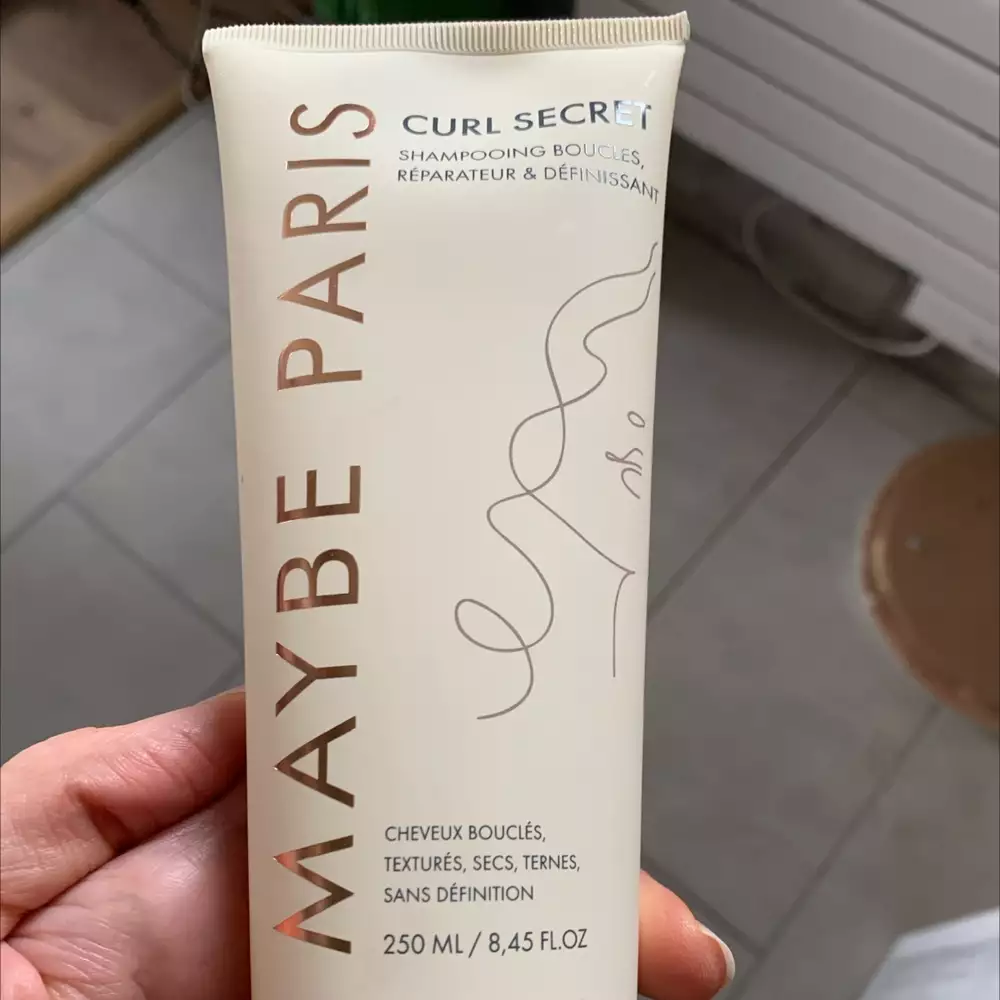 MAYBE PARIS
CURL SECRET
SHAMPOOING BOUCLES,
RÉPARATEUR & DÉFINISSANT
CHEVEUX BOUCLÉS,
TEXTURÉS, SECS, TERNES,
SANS DÉFINITION
250 ML / 8,45 FL.OZ